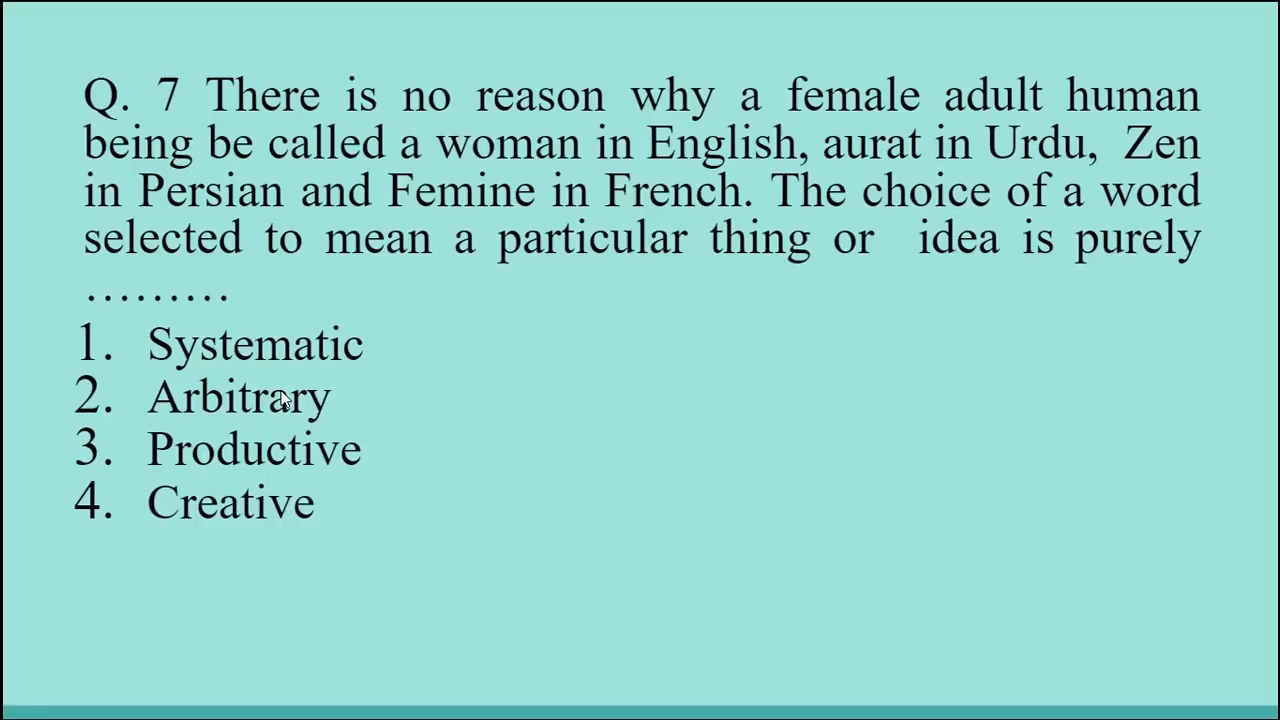 Q. 7 There is no reason why a female adult human
being be called a woman in English, aurat in Urdu, Zen
in Persian and Femine in French. The choice of a word
selected to mean a particular thing or idea is purely
.........
1. Systematic
2. Arbitrary
3. Productive
4. Creative